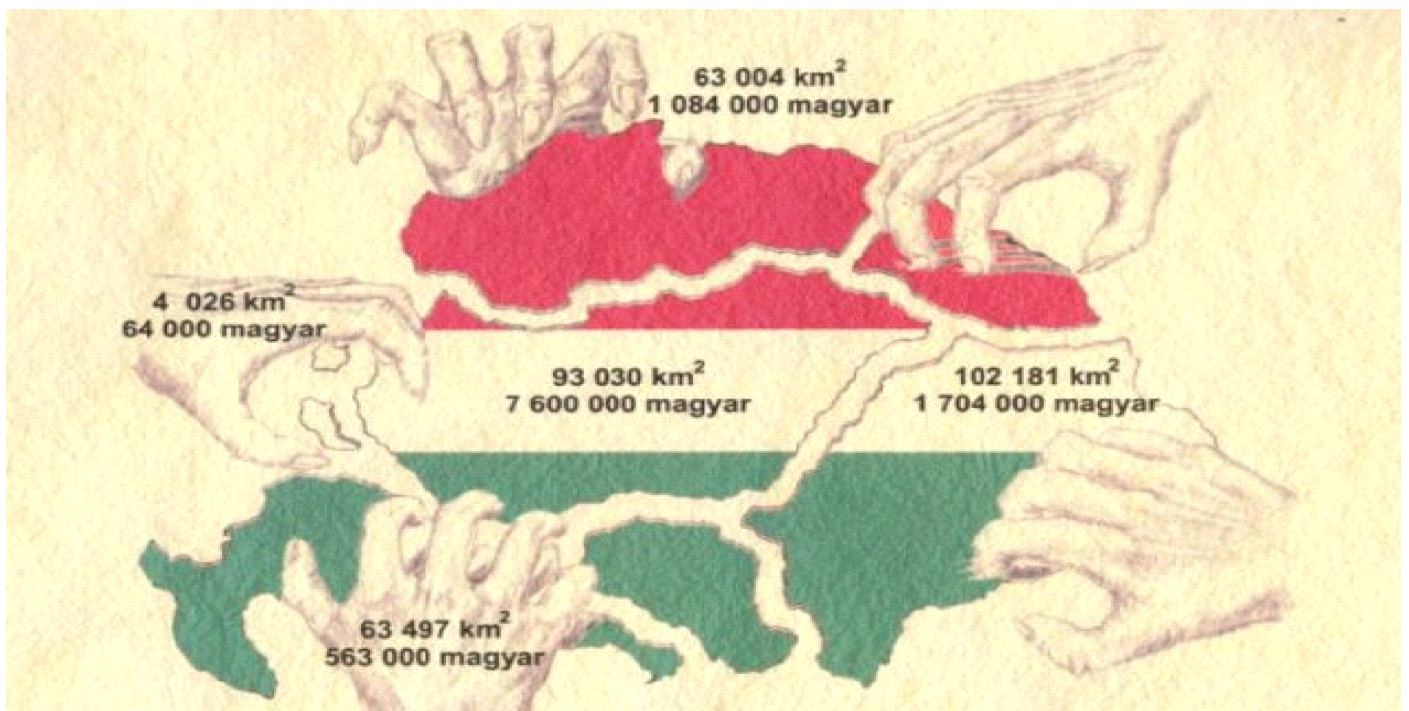 63 004 km²
1 084 000 magyar
4 026 km²
64 000 magyar
93 030 km²
7 600 000 magyar
102 181 km²
1 704 000 magyar
63 497 km²
563 000 magyar